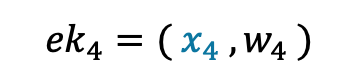 ek₄ = ( x₄ , w₄ )